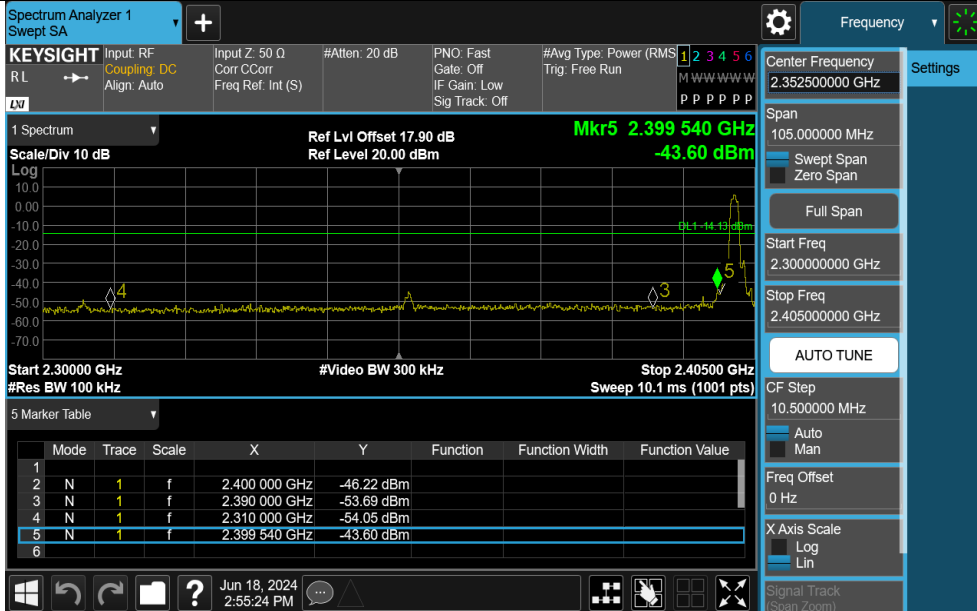 Spectrum Analyzer 1
Swept SA
+
Frequency
KEYSIGHT
RL
LXI
Input: RF
Coupling: DC
Align: Auto
Input Z: 50 Ω
Corr CCorr
Freq Ref: Int (S)
#Atten: 20 dB
PNO: Fast
Gate: Off
IF Gain: Low
Sig Track: Off
#Avg Type: Power (RMS
Trig: Free Run
1 2 3 4 5 6
M W W W W W
P P P P P P
1 Spectrum
Scale/Div 10 dB
Ref Lvl Offset 17.90 dB
Ref Level 20.00 dBm
Mkr5 2.399 540 GHz
-43.60 dBm
Log
10.0
0.00
-10.0
-20.0
-30.0
-40.0
-50.0
-60.0
-70.0
DL1 -14.13 dBm
4
3
5
Start 2.30000 GHz
#Res BW 100 kHz
#Video BW 300 kHz
Stop 2.40500 GHz
Sweep 10.1 ms (1001 pts)
5 Marker Table
Mode Trace Scale X Y Function Function Width Function Value
1
2 N 1 f 2.400 000 GHz -46.22 dBm
3 N 1 f 2.390 000 GHz -53.69 dBm
4 N 1 f 2.310 000 GHz -54.05 dBm
5 N 1 f 2.399 540 GHz -43.60 dBm
6
?
Jun 18, 2024
2:55:24 PM
Center Frequency
2.352500000 GHz
Span
105.000000 MHz
Swept Span
Zero Span
Full Span
Start Freq
2.300000000 GHz
Stop Freq
2.405000000 GHz
AUTO TUNE
CF Step
10.500000 MHz
Auto
Man
Freq Offset
0 Hz
X Axis Scale
Log
Lin
Signal Track
(Span Zoom)
Settings